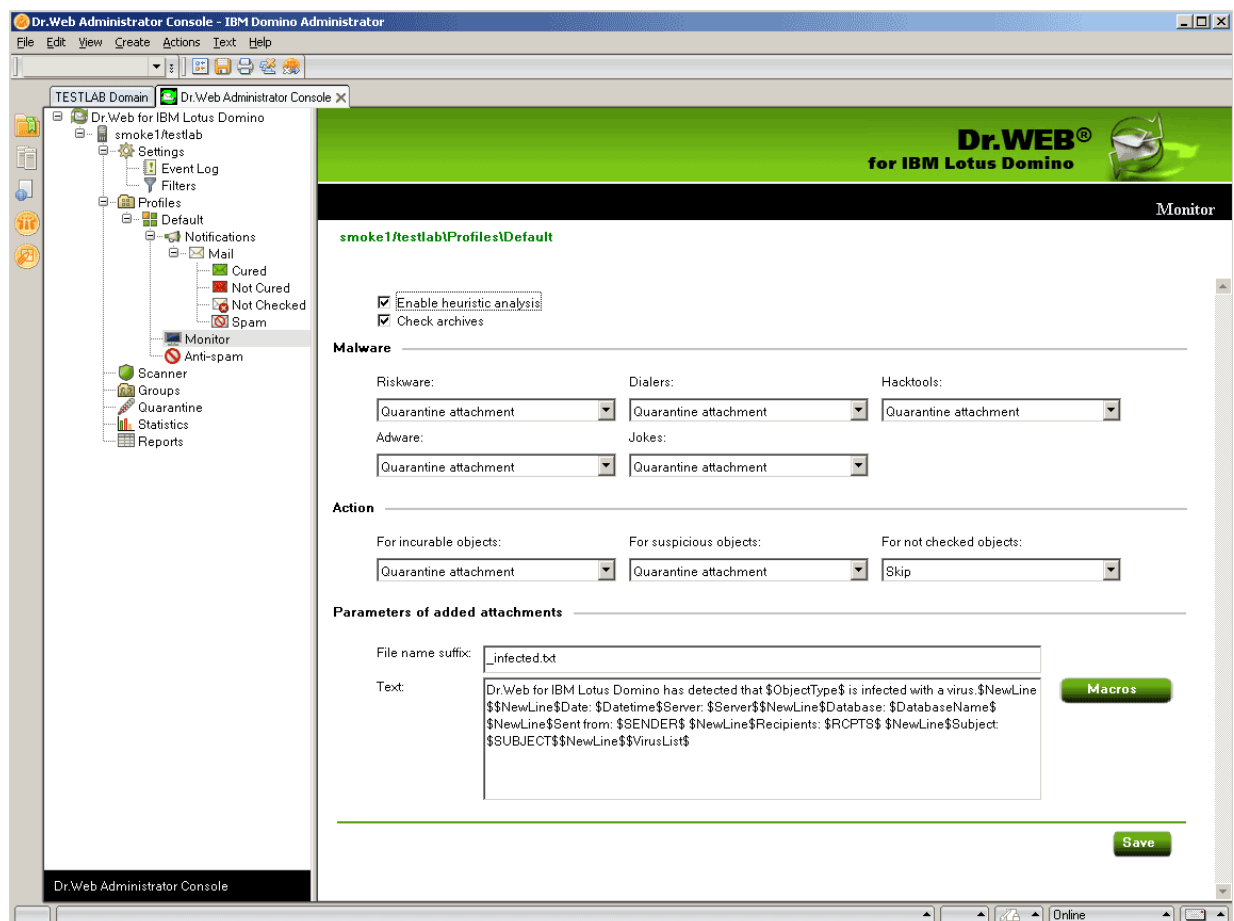 Dr.Web Administrator Console - IBM Domino Administrator
File Edit View Create Actions Text Help
TESTLAB Domain
Dr.Web Administrator Console
Dr.Web for IBM Lotus Domino
smoke1/testlab
Settings
Event Log
Filters
Profiles
Default
Notifications
Mail
Cured
Not Cured
Not Checked
Spam
Monitor
Anti-spam
Scanner
Groups
Quarantine
Statistics
Reports
Dr.Web Administrator Console
Dr.WEB®
for IBM Lotus Domino
Monitor
smoke1/testlab\Profiles\Default
Enable heuristic analysis
Check archives
Malware
Riskware: Dialers: Hacktools:
Quarantine attachment Quarantine attachment Quarantine attachment
Adware: Jokes:
Quarantine attachment Quarantine attachment
Action
For incurable objects: For suspicious objects: For not checked objects:
Quarantine attachment Quarantine attachment Skip
Parameters of added attachments
File name suffix: _infected.txt
Text:
Dr.Web for IBM Lotus Domino has detected that $ObjectType$ is infected with a virus.$NewLine
$$NewLine$Date: $Datetime$Server: $Server$$NewLine$Database: $DatabaseName$
$NewLine$Sent from: $SENDER$ $NewLine$Recipients: $RCPTS$ $NewLine$Subject:
$SUBJECT$$NewLine$$VirusList$
Macros
Save
Online